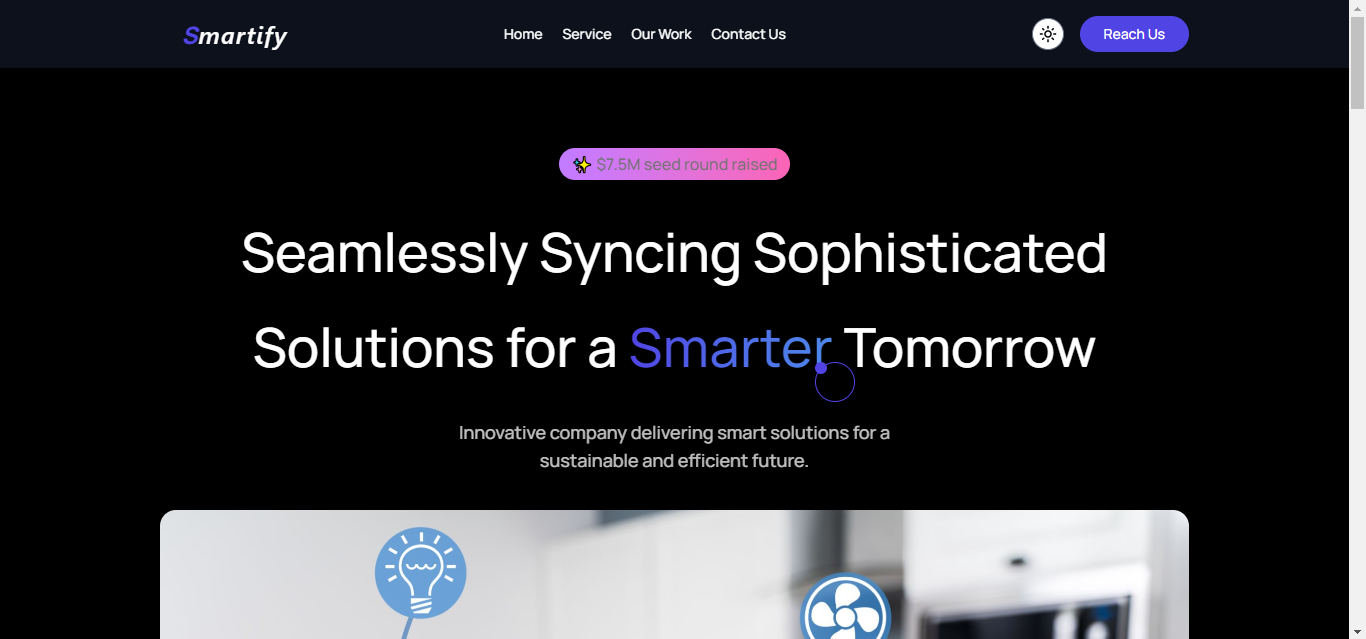 Smartify
Home Service Our Work Contact Us
Reach Us
✨ $7.5M seed round raised
Seamlessly Syncing Sophisticated
Solutions for a Smarter Tomorrow
Innovative company delivering smart solutions for a
sustainable and efficient future.